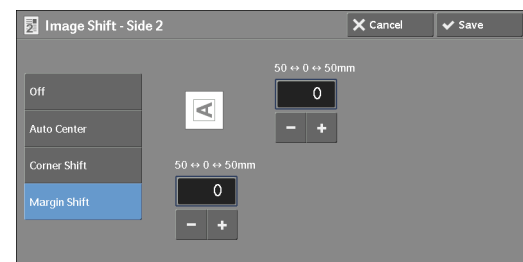 2 Image Shift - Side 2
Cancel
Save
Off
Auto Center
Corner Shift
Margin Shift
A
50 ↔ 0 ↔ 50mm
0
− +
50 ↔ 0 ↔ 50mm
0
− +